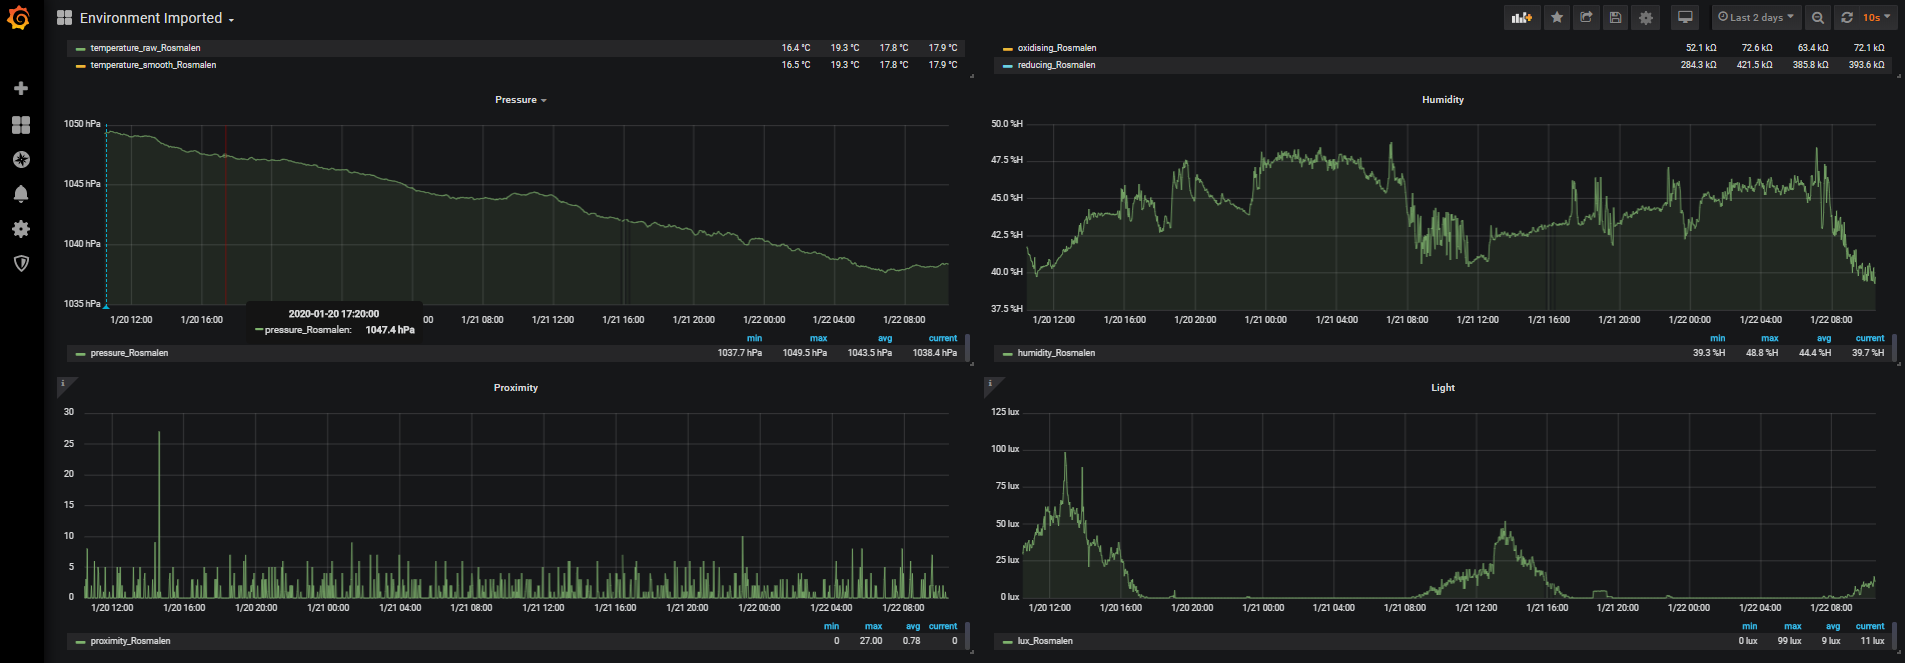 Environment Imported
Last 2 days
10s
temperature_raw_Rosmalen 16.4 °C 19.3 °C 17.8 °C 17.9 °C
temperature_smooth_Rosmalen 16.5 °C 19.3 °C 17.8 °C 17.9 °C
oxidising_Rosmalen 52.1 kΩ 72.6 kΩ 63.4 kΩ 72.1 kΩ
reducing_Rosmalen 284.3 kΩ 421.5 kΩ 385.8 kΩ 393.6 kΩ
Pressure
1050 hPa
1045 hPa
1040 hPa
1035 hPa
1/20 12:00 1/20 16:00 00 1/21 08:00 1/21 12:00 1/21 16:00 1/21 20:00 1/22 00:00 1/22 04:00 1/22 08:00
2020-01-20 17:20:00
pressure_Rosmalen: 1047.4 hPa
min max avg current
pressure_Rosmalen 1037.7 hPa 1049.5 hPa 1043.5 hPa 1038.4 hPa
Humidity
50.0 %H
47.5 %H
45.0 %H
42.5 %H
40.0 %H
37.5 %H
1/20 12:00 1/20 16:00 1/20 20:00 1/21 00:00 1/21 04:00 1/21 08:00 1/21 12:00 1/21 16:00 1/21 20:00 1/22 00:00 1/22 04:00 1/22 08:00
min max avg current
humidity_Rosmalen 39.3 %H 48.8 %H 44.4 %H 39.7 %H
i
Proximity
30
25
20
15
10
5
0
1/20 12:00 1/20 16:00 1/20 20:00 1/21 00:00 1/21 04:00 1/21 08:00 1/21 12:00 1/21 16:00 1/21 20:00 1/22 00:00 1/22 04:00 1/22 08:00
min max avg current
proximity_Rosmalen 0 27.00 0.78 0
i
Light
125 lux
100 lux
75 lux
50 lux
25 lux
0 lux
1/20 12:00 1/20 16:00 1/20 20:00 1/21 00:00 1/21 04:00 1/21 08:00 1/21 12:00 1/21 16:00 1/21 20:00 1/22 00:00 1/22 04:00 1/22 08:00
min max avg current
lux_Rosmalen 0 lux 99 lux 9 lux 11 lux